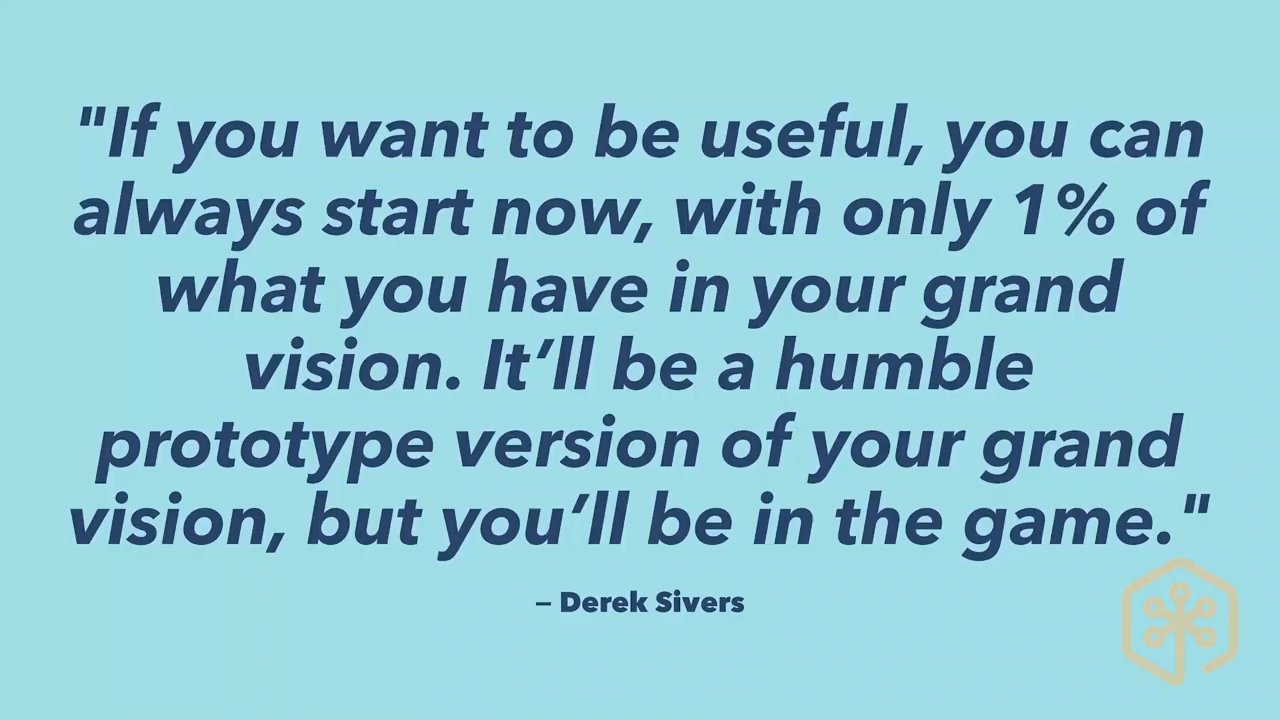 "If you want to be useful, you can
always start now, with only 1% of
what you have in your grand
vision. It’ll be a humble
prototype version of your grand
vision, but you’ll be in the game."
– Derek Sivers